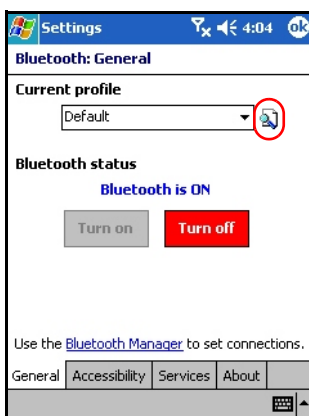 Settings 4:04 ok
Bluetooth: General
Current profile
Default
Bluetooth status
Bluetooth is ON
Turn on Turn off
Use the Bluetooth Manager to set connections.
General Accessibility Services About